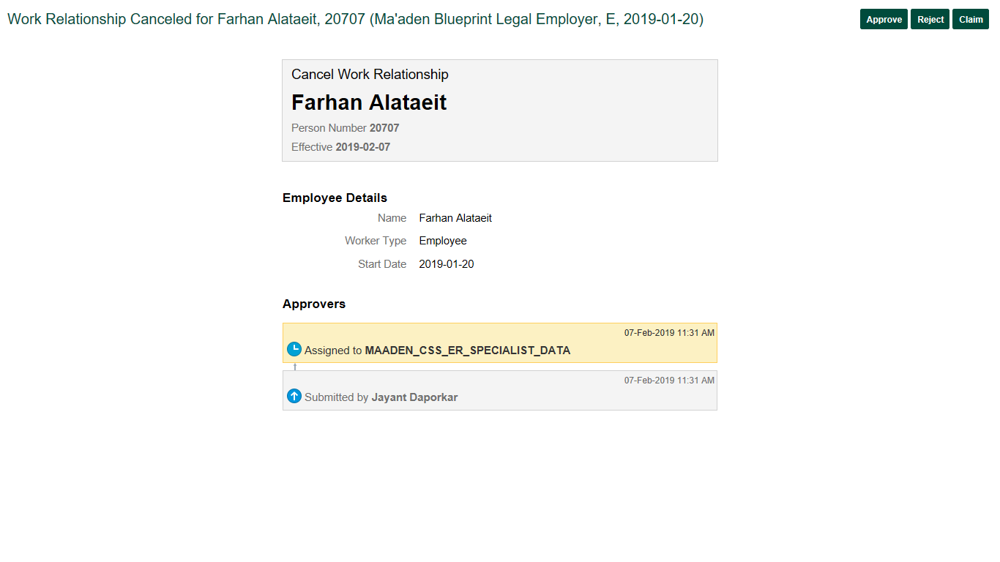 Work Relationship Canceled for Farhan Alataeit, 20707 (Ma'aden Blueprint Legal Employer, E, 2019-01-20)
Approve Reject Claim
Cancel Work Relationship
Farhan Alataeit
Person Number 20707
Effective 2019-02-07
Employee Details
Name Farhan Alataeit
Worker Type Employee
Start Date 2019-01-20
Approvers
07-Feb-2019 11:31 AM
Assigned to MAADEN_CSS_ER_SPECIALIST_DATA
07-Feb-2019 11:31 AM
Submitted by Jayant Daporkar